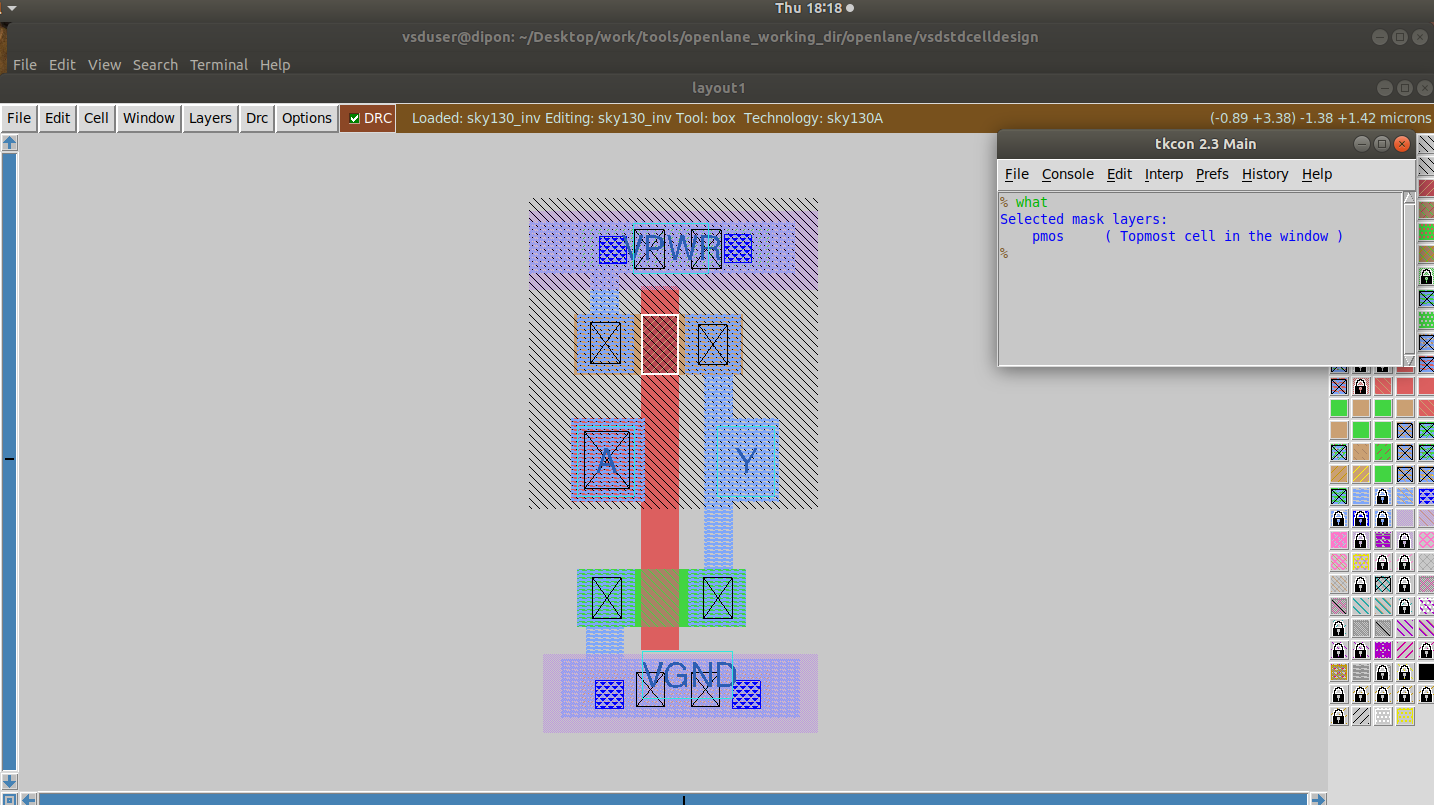 Thu 18:18
vsduser@dipon: ~/Desktop/work/tools/openlane_working_dir/openlane/vsdstdcelldesign
File Edit View Search Terminal Help
layout1
File Edit Cell Window Layers Drc Options DRC Loaded: sky130_inv Editing: sky130_inv Tool: box Technology: sky130A (-0.89 +3.38) -1.38 +1.42 microns
tkcon 2.3 Main
File Console Edit Interp Prefs History Help
% what
Selected mask layers:
pmos ( Topmost cell in the window )
%
VPWR
A
Y
VGND